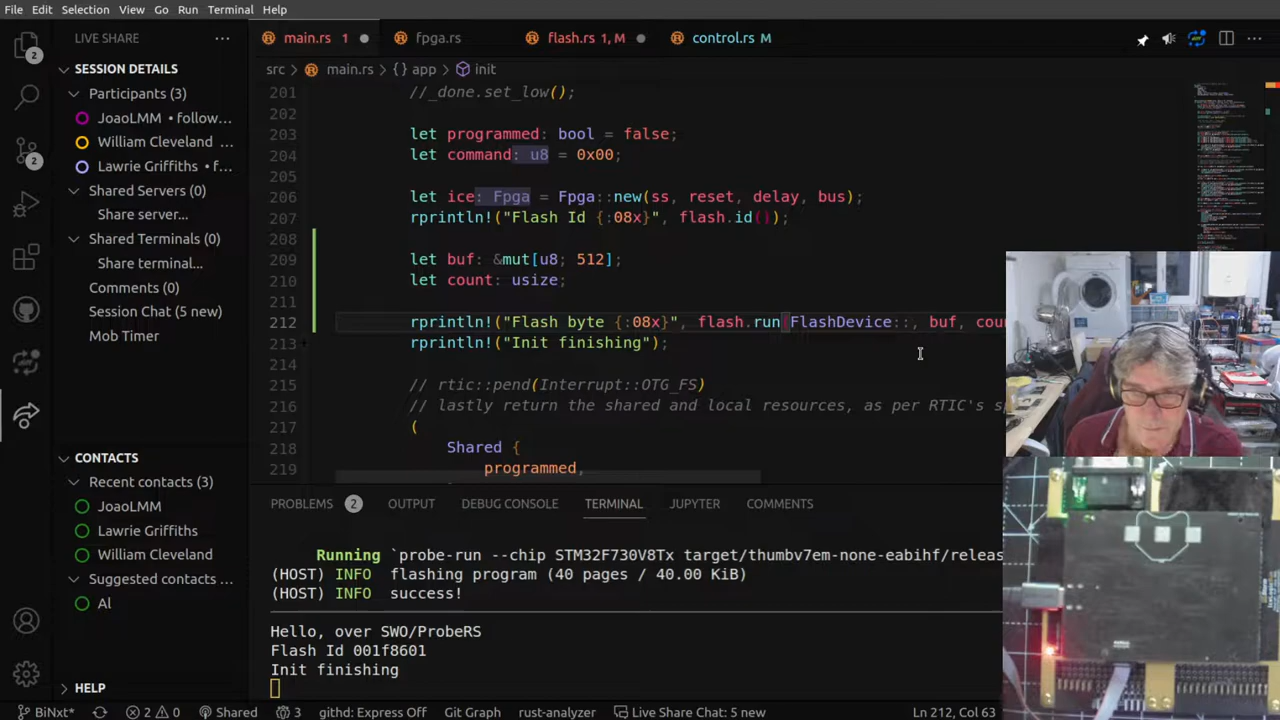 File Edit Selection View Go Run Terminal Help
LIVE SHARE ...
SESSION DETAILS
Participants (3)
JoaoLMM • follow...
William Cleveland ...
Lawrie Griffiths • f...
Shared Servers (0)
Share server...
Shared Terminals (0)
Share terminal...
Comments (0)
Session Chat (5 new)
Mob Timer
CONTACTS
Recent contacts (3)
JoaoLMM
Lawrie Griffiths
William Cleveland
Suggested contacts ...
Al
HELP
2
2
main.rs 1 ● fpga.rs flash.rs 1, M ● control.rs M
src > main.rs > {} app > init
201 //_done.set_low();
202
203 let programmed: bool = false;
204 let command: u8 = 0x00;
205
206 let ice: Fpga = Fpga::new(ss, reset, delay, bus);
207 rprintln!("Flash Id {:08x}", flash.id());
208
209 let buf: &mut[u8; 512];
210 let count: usize;
211
212 rprintln!("Flash byte {:08x}", flash.run(FlashDevice::, buf, coun
213 rprintln!("Init finishing");
214
215 // rtic::pend(Interrupt::OTG_FS)
216 // lastly return the shared and local resources, as per RTIC's s
217 (
218 Shared {
219 programmed,
PROBLEMS 2 OUTPUT DEBUG CONSOLE TERMINAL JUPYTER COMMENTS
Running `probe-run --chip STM32F730V8Tx target/thumbv7em-none-eabihf/releas
(HOST) INFO flashing program (40 pages / 40.00 KiB)
(HOST) INFO success!
Hello, over SWO/ProbeRS
Flash Id 001f8601
Init finishing
BiNxt* 2 0 Shared 3 githd: Express Off Git Graph rust-analyzer Live Share Chat: 5 new Ln 212, Col 63